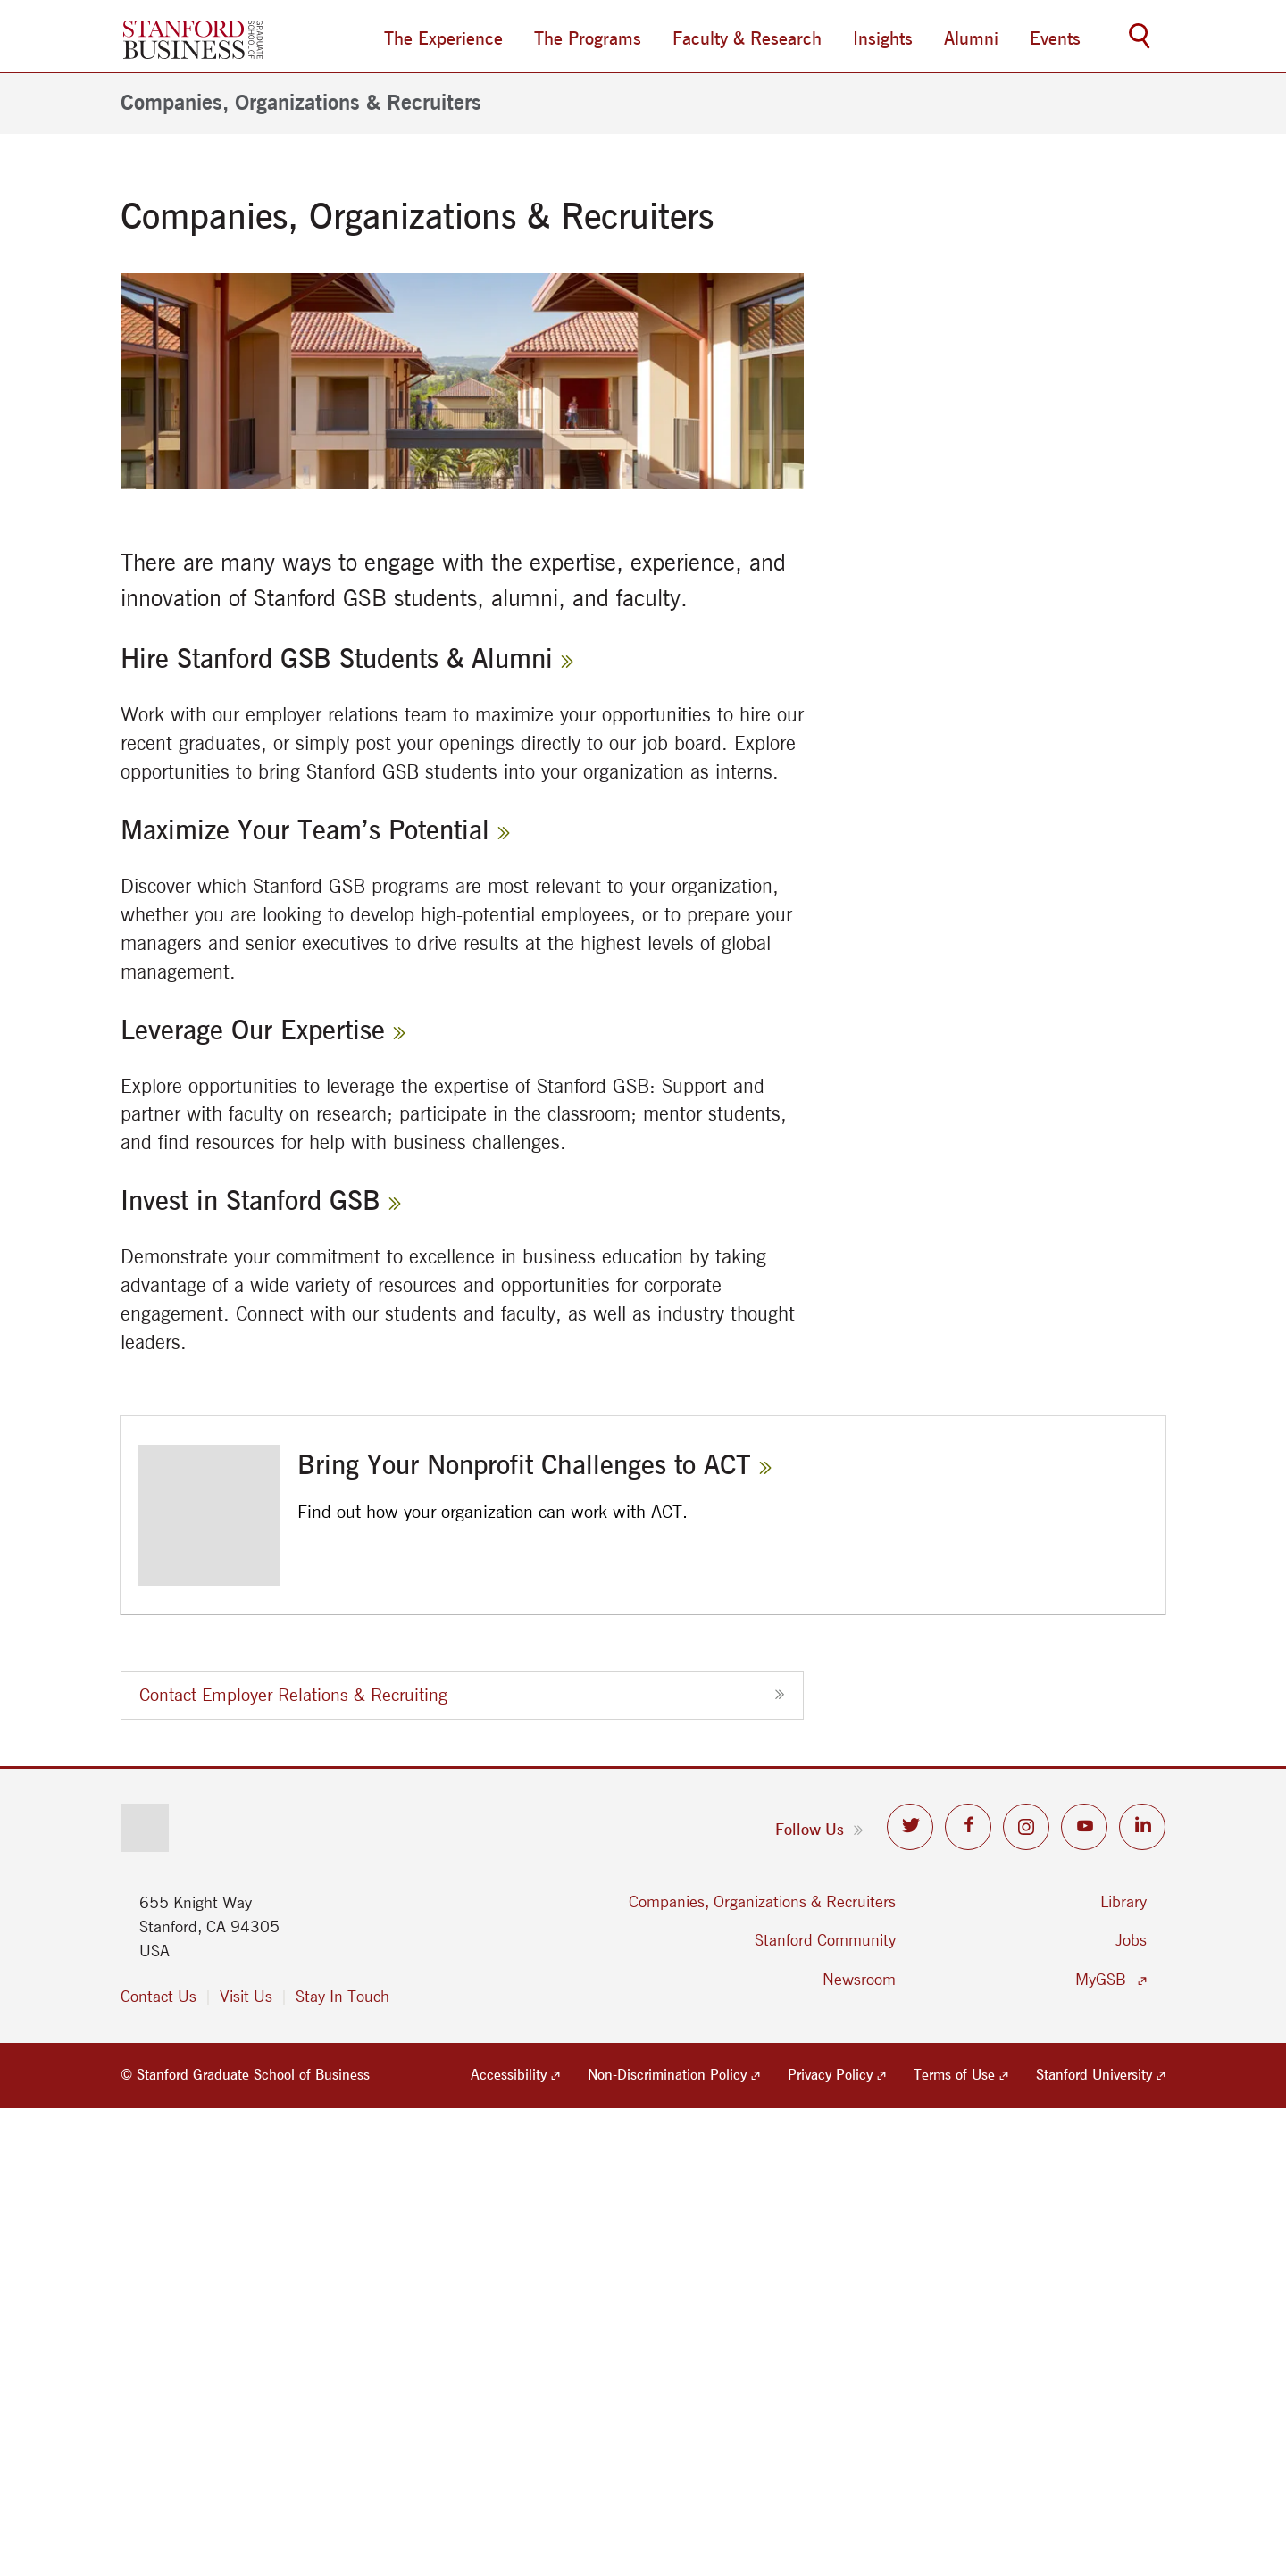 STANFORD
BUSINESS
GRADUATE
SCHOOL OF
The Experience
The Programs
Faculty & Research
Insights
Alumni
Events
Companies, Organizations & Recruiters
Companies, Organizations & Recruiters
There are many ways to engage with the expertise, experience, and
innovation of Stanford GSB students, alumni, and faculty.
Hire Stanford GSB Students & Alumni »
Work with our employer relations team to maximize your opportunities to hire our
recent graduates, or simply post your openings directly to our job board. Explore
opportunities to bring Stanford GSB students into your organization as interns.
Maximize Your Team’s Potential »
Discover which Stanford GSB programs are most relevant to your organization,
whether you are looking to develop high-potential employees, or to prepare your
managers and senior executives to drive results at the highest levels of global
management.
Leverage Our Expertise »
Explore opportunities to leverage the expertise of Stanford GSB: Support and
partner with faculty on research; participate in the classroom; mentor students,
and find resources for help with business challenges.
Invest in Stanford GSB »
Demonstrate your commitment to excellence in business education by taking
advantage of a wide variety of resources and opportunities for corporate
engagement. Connect with our students and faculty, as well as industry thought
leaders.
Bring Your Nonprofit Challenges to ACT »
Find out how your organization can work with ACT.
Contact Employer Relations & Recruiting »
Follow Us »
655 Knight Way
Stanford, CA 94305
USA
Contact Us | Visit Us | Stay In Touch
Companies, Organizations & Recruiters
Stanford Community
Newsroom
Library
Jobs
MyGSB
© Stanford Graduate School of Business
Accessibility
Non-Discrimination Policy
Privacy Policy
Terms of Use
Stanford University